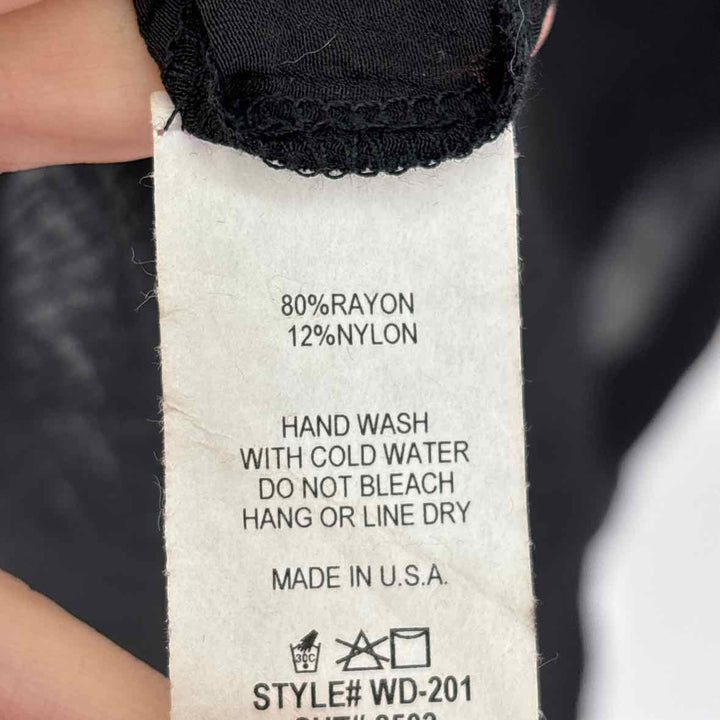 80%RAYON
12%NYLON
HAND WASH
WITH COLD WATER
DO NOT BLEACH
HANG OR LINE DRY
MADE IN U.S.A.
30C
STYLE# WD-201